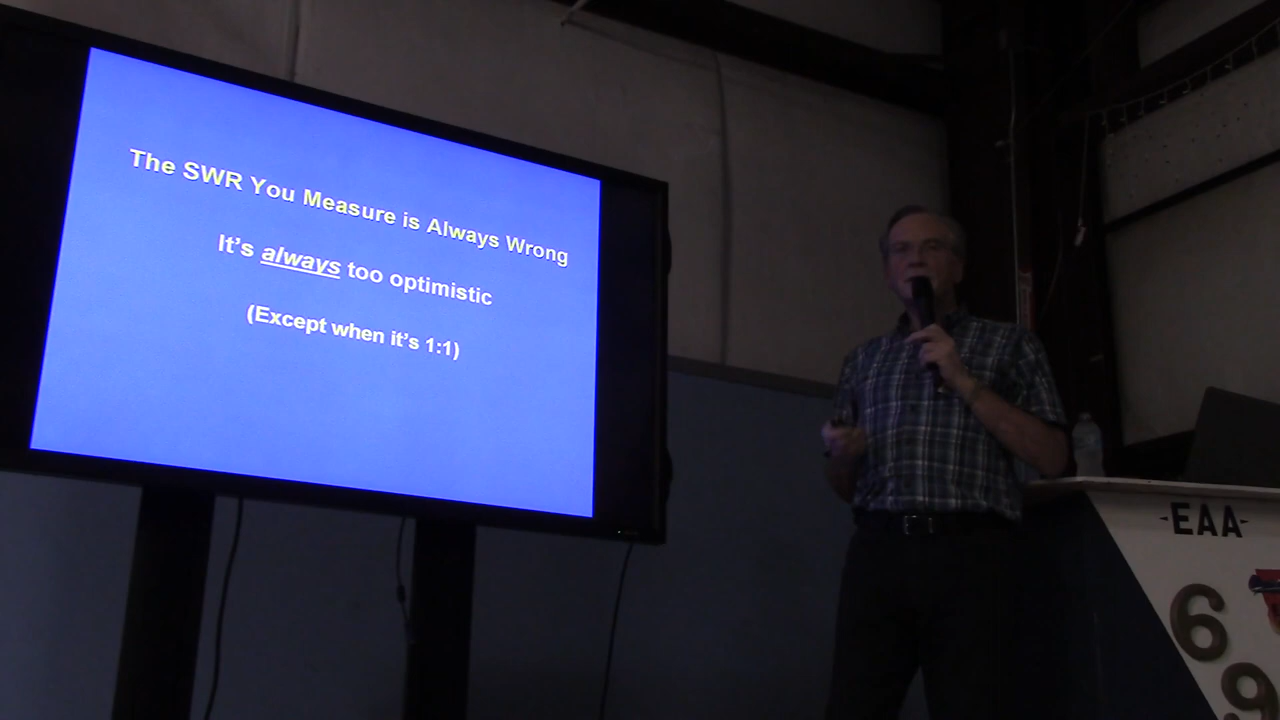 The SWR You Measure is Always Wrong
It's always too optimistic
(Except when it's 1:1)
-EAA-
6
9